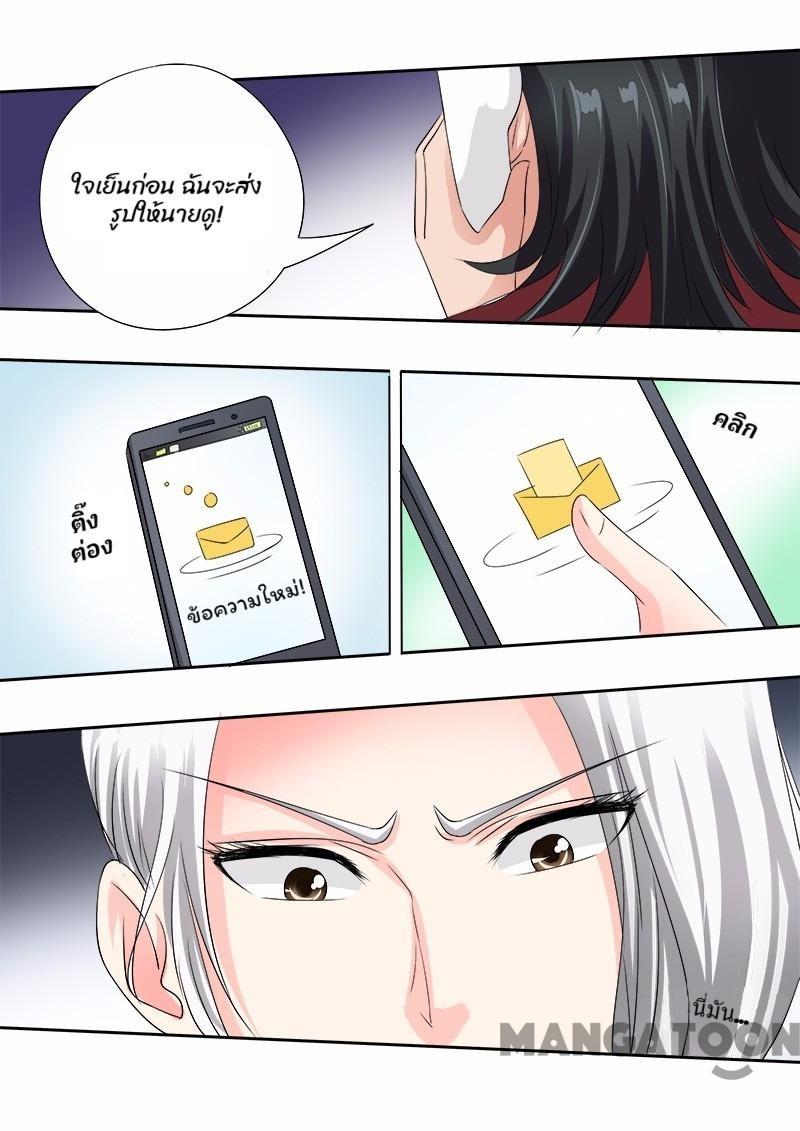 ใจเย็นก่อน ฉันจะส่ง
รูปให้นายดู!
ติ๊ง
ต่อง
ข้อความใหม่!
คลิก
นี่มัน...
MANGATOON